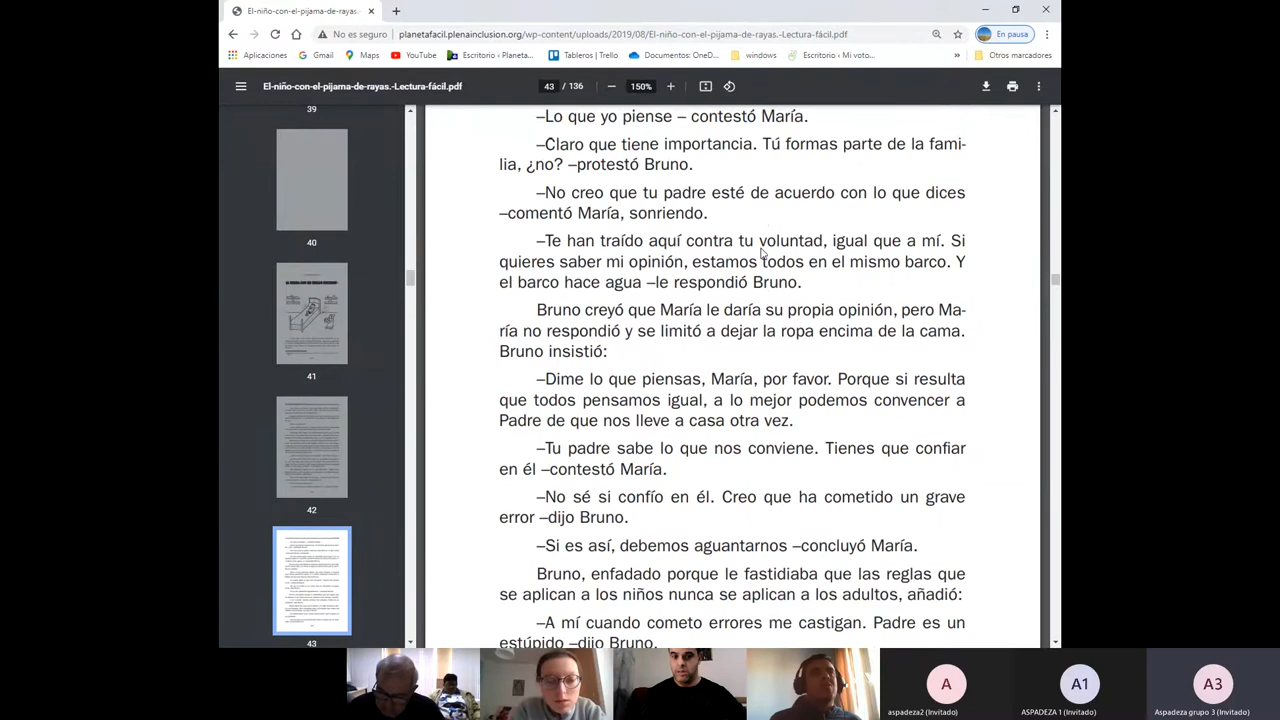 El-niño-con-el-pijama-de-rayas.-
No es seguro
planetafacil.plenainclusion.org/wp-content/uploads/2019/08/El-niño-con-el-pijama-de-rayas.-Lectura-fácil.pdf
En pausa
Aplicaciones
Gmail
Maps
YouTube
Escritorio < Planeta...
Tableros | Trello
Documentos: OneD...
windows
Escritorio < Mi voto...
»
Otros marcadores
El-niño-con-el-pijama-de-rayas.-Lectura-fácil.pdf
43 / 136
150%
39
40
41
42
43
–Lo que yo piense – contestó María.
–Claro que tiene importancia. Tú formas parte de la fami-
lia, ¿no? –protestó Bruno.
–No creo que tu padre esté de acuerdo con lo que dices
–comentó María, sonriendo.
–Te han traído aquí contra tu voluntad, igual que a mí. Si
quieres saber mi opinión, estamos todos en el mismo barco. Y
el barco hace agua –le respondió Bruno.
Bruno creyó que María le daría su propia opinión, pero Ma-
ría no respondió y se limitó a dejar la ropa encima de la cama.
Bruno insistió:
–Dime lo que piensas, María, por favor. Porque si resulta
que todos pensamos igual, a lo mejor podemos convencer a
Padre de que nos lleve a casa otra vez.
–Tu padre sabe lo que nos conviene. Tienes que confiar
en él –contestó María.
–No sé si confío en él. Creo que ha cometido un grave
error –dijo Bruno.
–concluyó María.
que las reglas que
se aplican a los niños nunca se aplican a los adultos, añadió:
–A mí cuando cometo errores me castigan. Padre es un
estúpido –dijo Bruno.
A
aspadeza2 (Invitado)
A1
ASPADEZA 1 (Invitado)
A3
Aspadeza grupo 3 (Invitado)